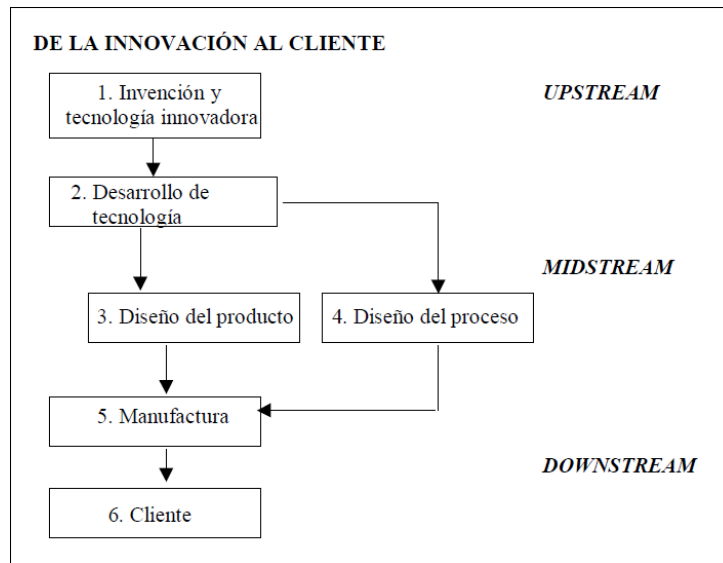 DE LA INNOVACIÓN AL CLIENTE
1. Invención y
tecnología innovadora
UPSTREAM
2. Desarrollo de
tecnología
MIDSTREAM
3. Diseño del producto
4. Diseño del proceso
5. Manufactura
DOWNSTREAM
6. Cliente